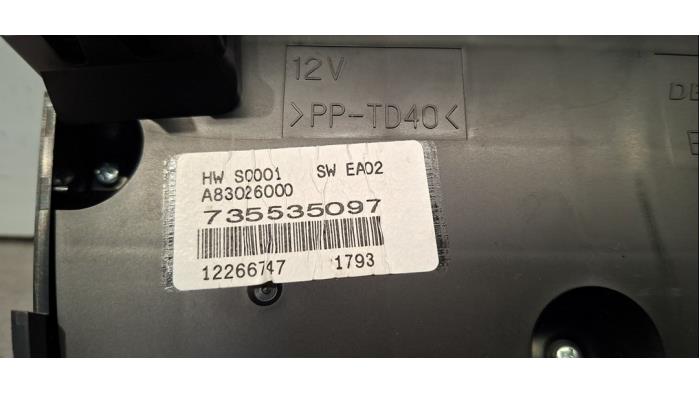 12V
>PP-TD40<
HW S0001 SW EA02
A83026000
735535097
12266747 1793